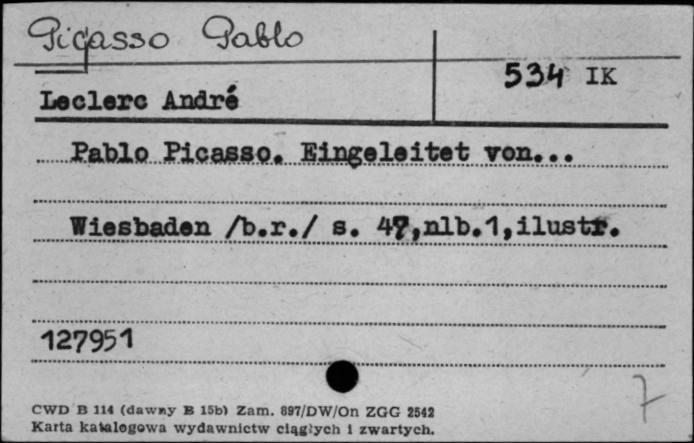 Picasso Pablo
534 IK
Leclerc André
Pablo Picasso. Eingeleitet von...
Wiesbaden /b.r./ s. 47,nlb.1,ilustr.
127951
7
CWD B 114 (dawny B 15b) Zam. 897/DW/On ZGG 2542
Karta katalogowa wydawnictw ciągłych i zwartych.